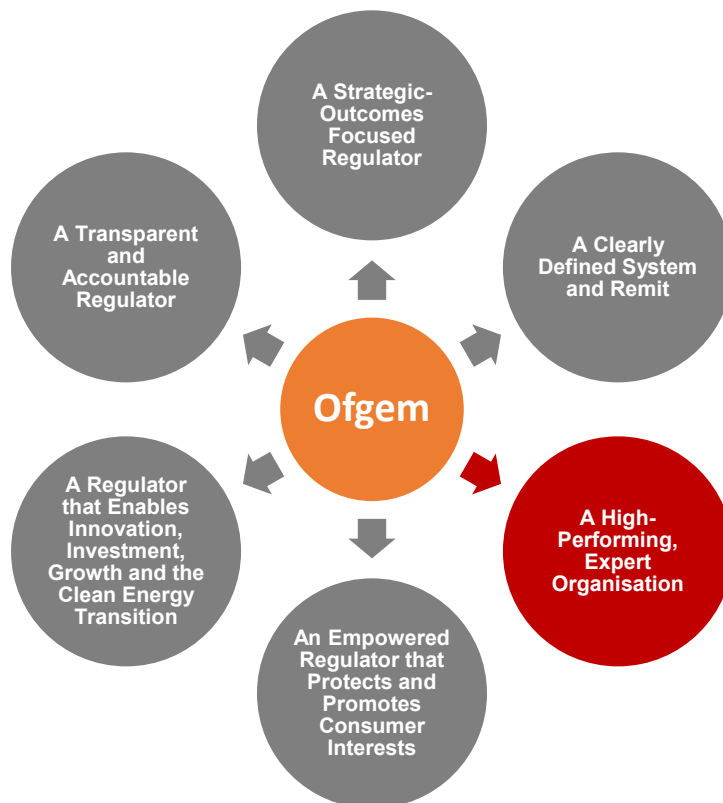 A Strategic-
Outcomes
Focused
Regulator
A Transparent
and
Accountable
Regulator
A Clearly
Defined System
and Remit
Ofgem
A Regulator
that Enables
Innovation,
Investment,
Growth and the
Clean Energy
Transition
A High-
Performing,
Expert
Organisation
An Empowered
Regulator that
Protects and
Promotes
Consumer
Interests